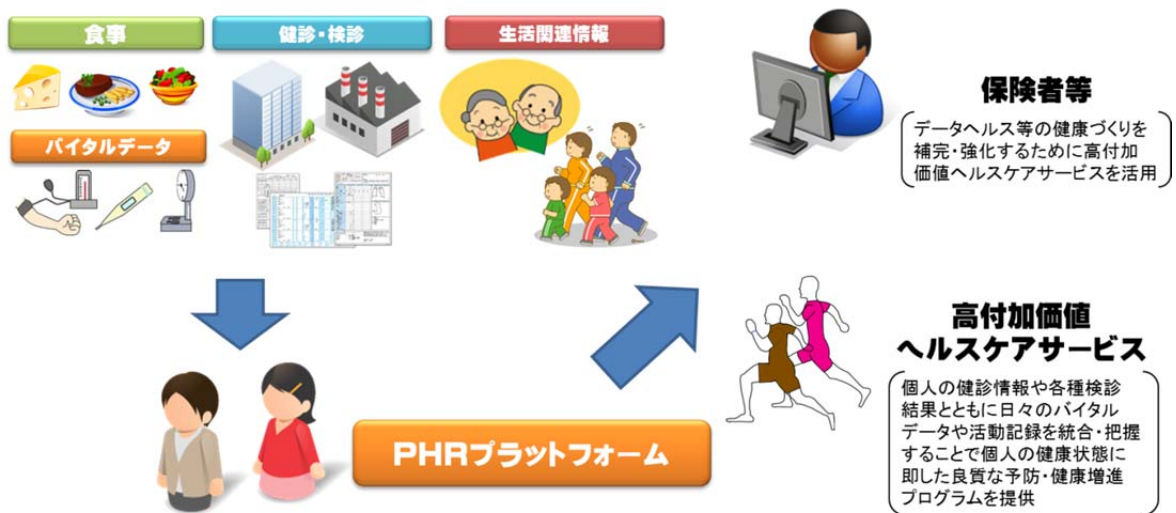 食事
健診・検診
生活関連情報
バイタルデータ
保険者等
データヘルス等の健康づくりを
補完・強化するために高付加
価値ヘルスケアサービスを活用
高付加価値
ヘルスケアサービス
個人の健診情報や各種検診
結果とともに日々のバイタル
データや活動記録を統合・把握
することで個人の健康状態に
即した良質な予防・健康増進
プログラムを提供
PHRプラットフォーム